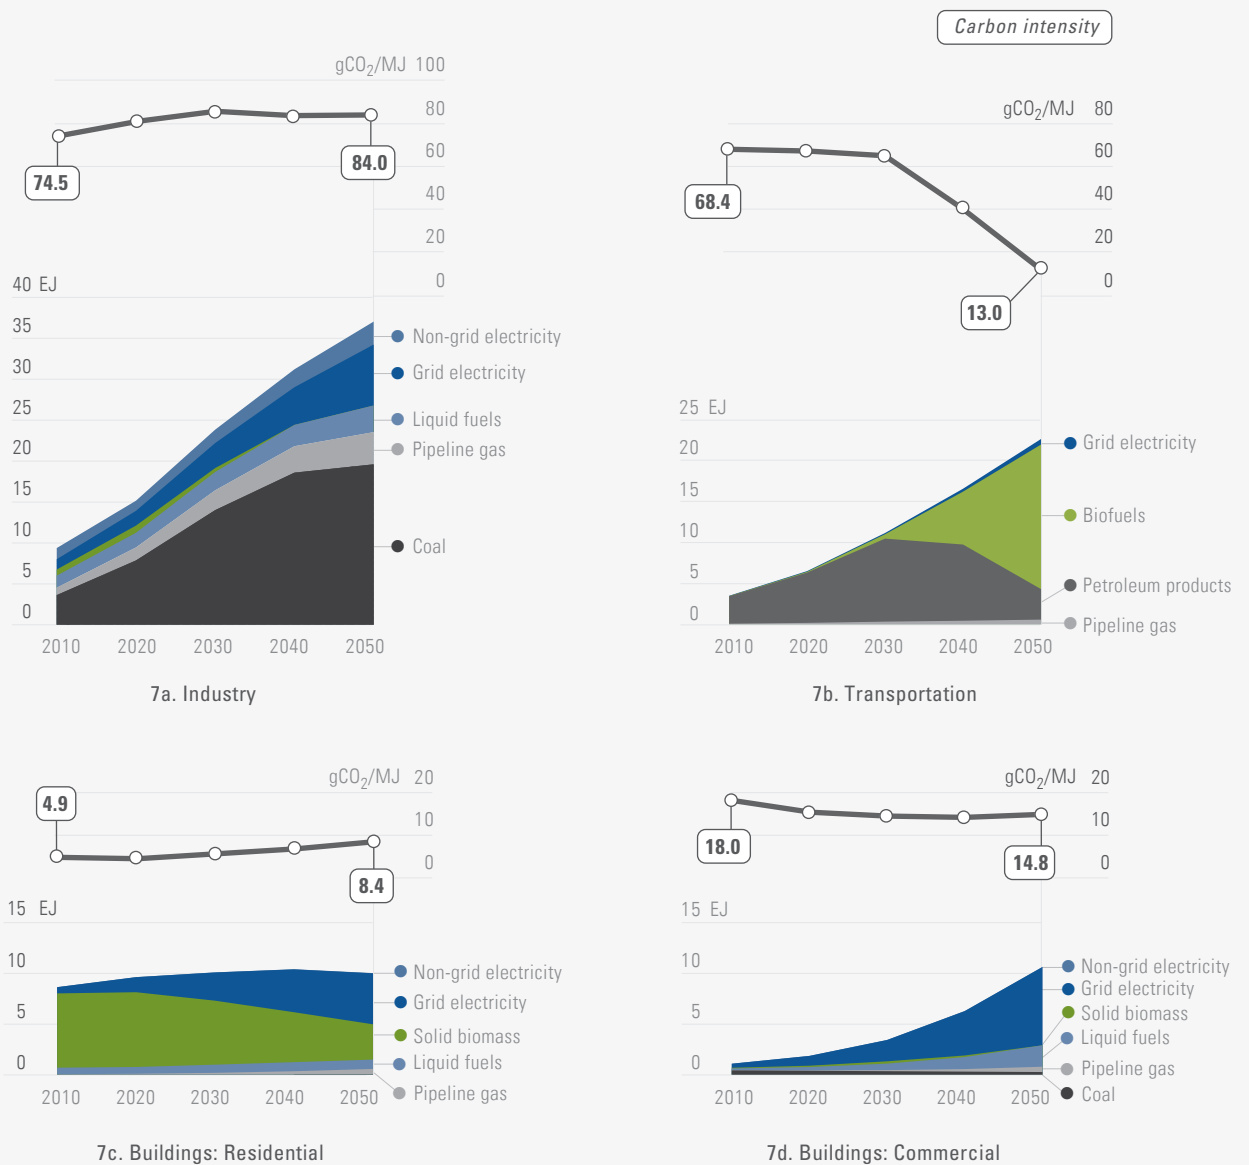 Carbon intensity
gCO2/MJ 100
80
60
40
20
0
74.5
84.0
40 EJ
35
30
25
20
15
10
5
0
Non-grid electricity
Grid electricity
Liquid fuels
Pipeline gas
Coal
2010 2020 2030 2040 2050
7a. Industry
gCO2/MJ 80
60
40
20
0
68.4
13.0
25 EJ
20
15
10
5
0
Grid electricity
Biofuels
Petroleum products
Pipeline gas
2010 2020 2030 2040 2050
7b. Transportation
gCO2/MJ 20
10
0
4.9
8.4
15 EJ
10
5
0
Non-grid electricity
Grid electricity
Solid biomass
Liquid fuels
Pipeline gas
2010 2020 2030 2040 2050
7c. Buildings: Residential
gCO2/MJ 20
10
0
18.0
14.8
15 EJ
10
5
0
Non-grid electricity
Grid electricity
Solid biomass
Liquid fuels
Pipeline gas
Coal
2010 2020 2030 2040 2050
7d. Buildings: Commercial